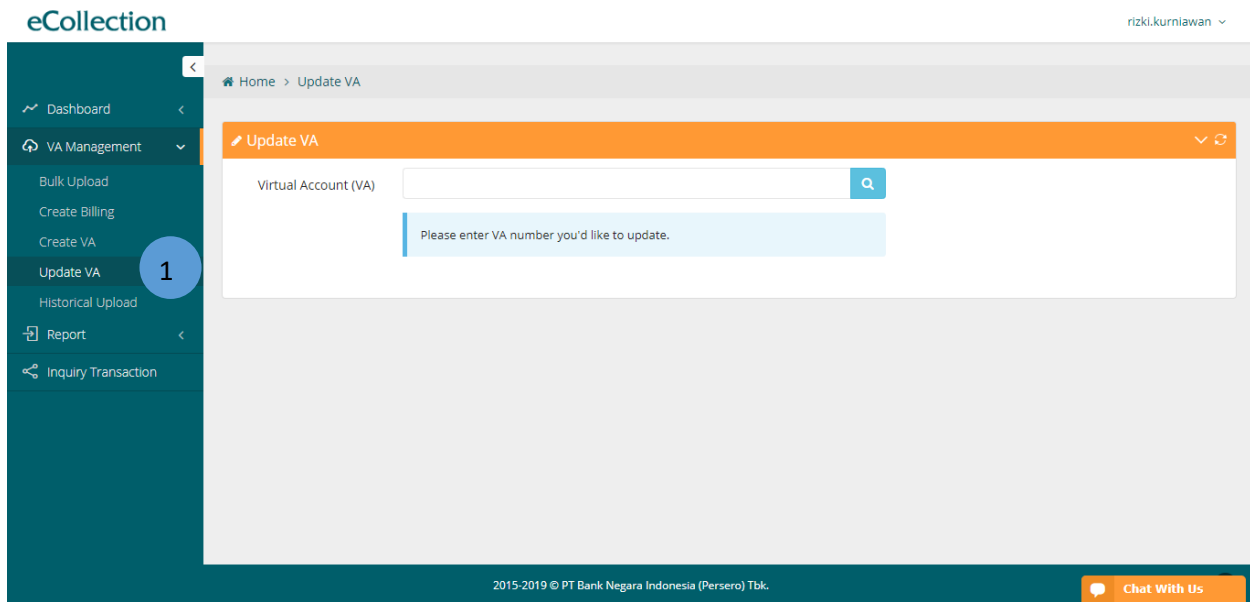 eCollection
rizki.kurniawan
Home > Update VA
Dashboard
VA Management
Bulk Upload
Create Billing
Create VA
Update VA
1
Historical Upload
Report
Inquiry Transaction
Update VA
Virtual Account (VA)
Please enter VA number you'd like to update.
2015-2019 © PT Bank Negara Indonesia (Persero) Tbk.
Chat With Us